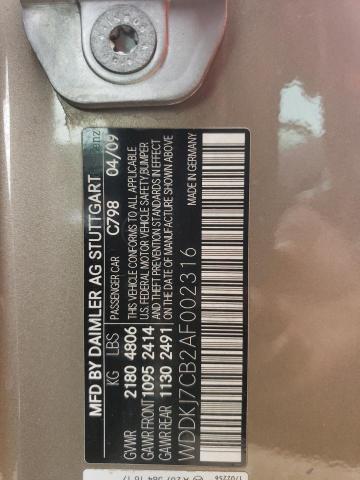 MFD BY DAIMLER AG STUTTGART
KG LBS PASSENGER CAR C798 04/09
GVWR 2180 4806 THIS VEHICLE CONFORMS TO ALL APPLICABLE
GAWR FRONT 1095 2414 U.S. FEDERAL MOTOR VEHICLE SAFETY, BUMPER
AND THEFT PREVENTION STANDARDS IN EFFECT
GAWR REAR 1130 2491 ON THE DATE OF MANUFACTURE SHOWN ABOVE
MADE IN GERMANY
WDDKJ7CB2AF002316
1702256